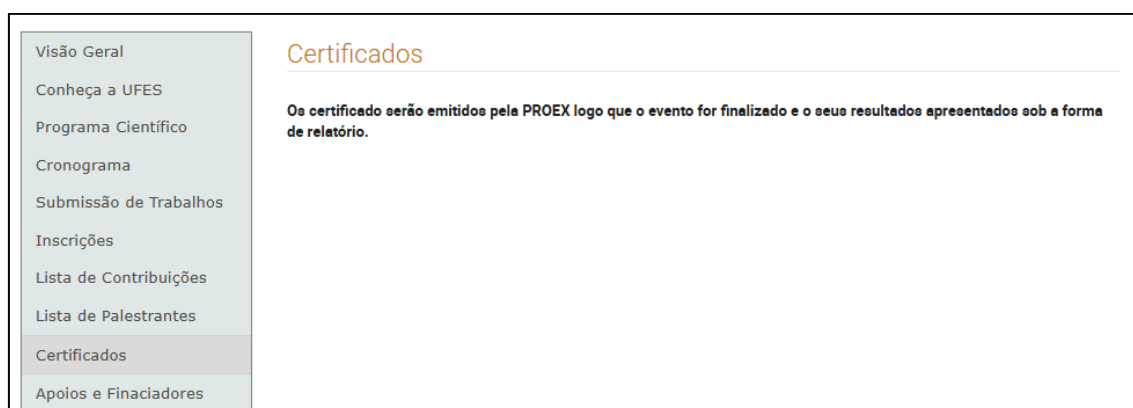 Visão Geral
Conheça a UFES
Programa Científico
Cronograma
Submissão de Trabalhos
Inscrições
Lista de Contribuições
Lista de Palestrantes
Certificados
Apoios e Finaciadores
Certificados
Os certificado serão emitidos pela PROEX logo que o evento for finalizado e o seus resultados apresentados sob a forma
de relatório.